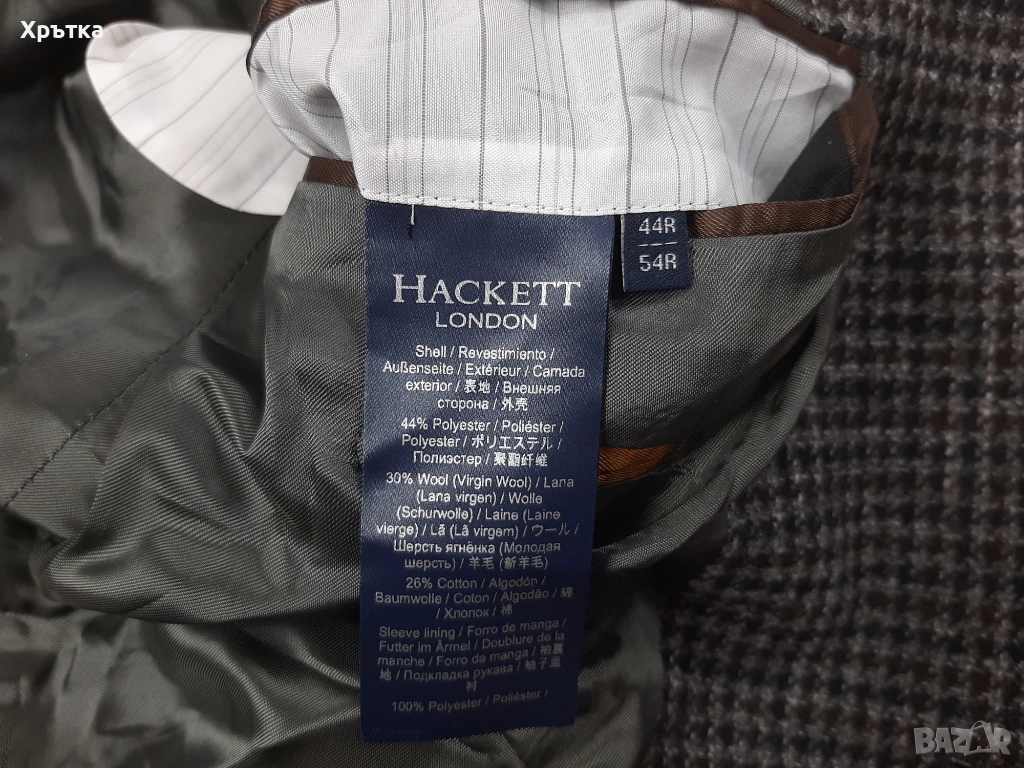 Хрътка
44R
54R
HACKETT
LONDON
Shell / Revestimiento /
Außenseite / Extérieur / Camada
exterior / 表地 / Внешняя
сторона / 外壳
44% Polyester / Poliéster /
Polyester / ポリエステル /
Полиэстер / 聚酯纤维
30% Wool (Virgin Wool) / Lana
(Lana virgen) / Wolle
(Schurwolle) / Laine (Laine
vierge) / Lã (Lã virgem) / ウール /
Шерсть ягнёнка (Молодая
шерсть) / 羊毛 (新羊毛)
26% Cotton / Algodón /
Baumwolle / Coton / Algodão / 綿
/ Хлопок / 棉
Sleeve lining / Forro de manga /
Futter im Ärmel / Doublure de la
manche / Forro da manga / 袖裏
地 / Подкладка рукава / 袖子里
衬
100% Polyester / Poliéster /
BAZAR